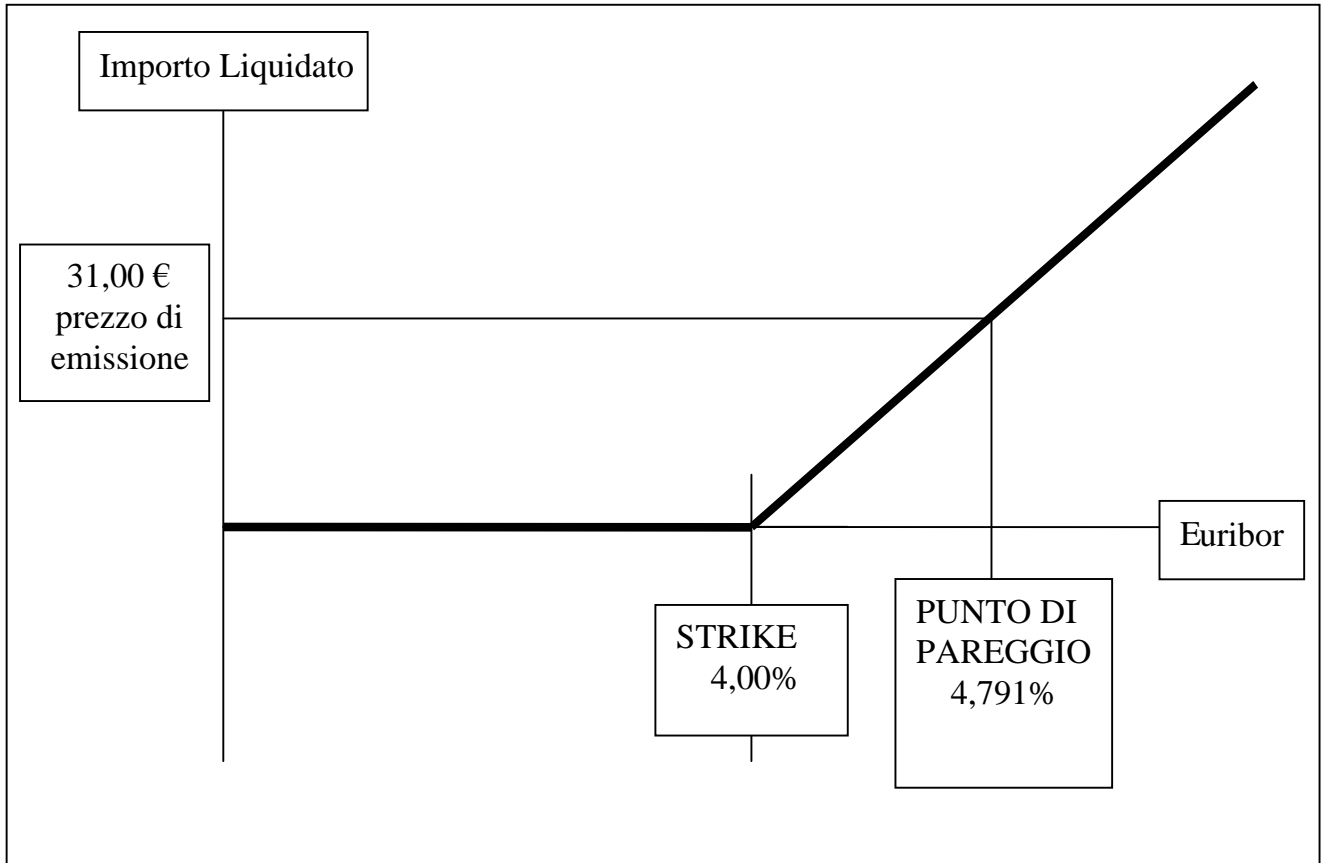 Importo Liquidato
31,00 €
prezzo di
emissione
Euribor
STRIKE
4,00%
PUNTO DI
PAREGGIO
4,791%